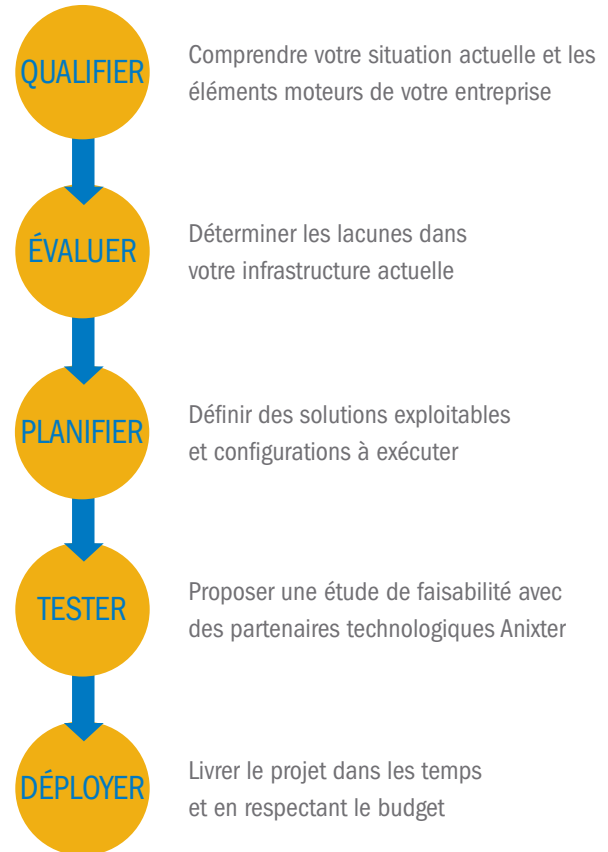 QUALIFIER
Comprendre votre situation actuelle et les
éléments moteurs de votre entreprise
ÉVALUER
Déterminer les lacunes dans
votre infrastructure actuelle
PLANIFIER
Définir des solutions exploitables
et configurations à exécuter
TESTER
Proposer une étude de faisabilité avec
des partenaires technologiques Anixter
DÉPLOYER
Livrer le projet dans les temps
et en respectant le budget